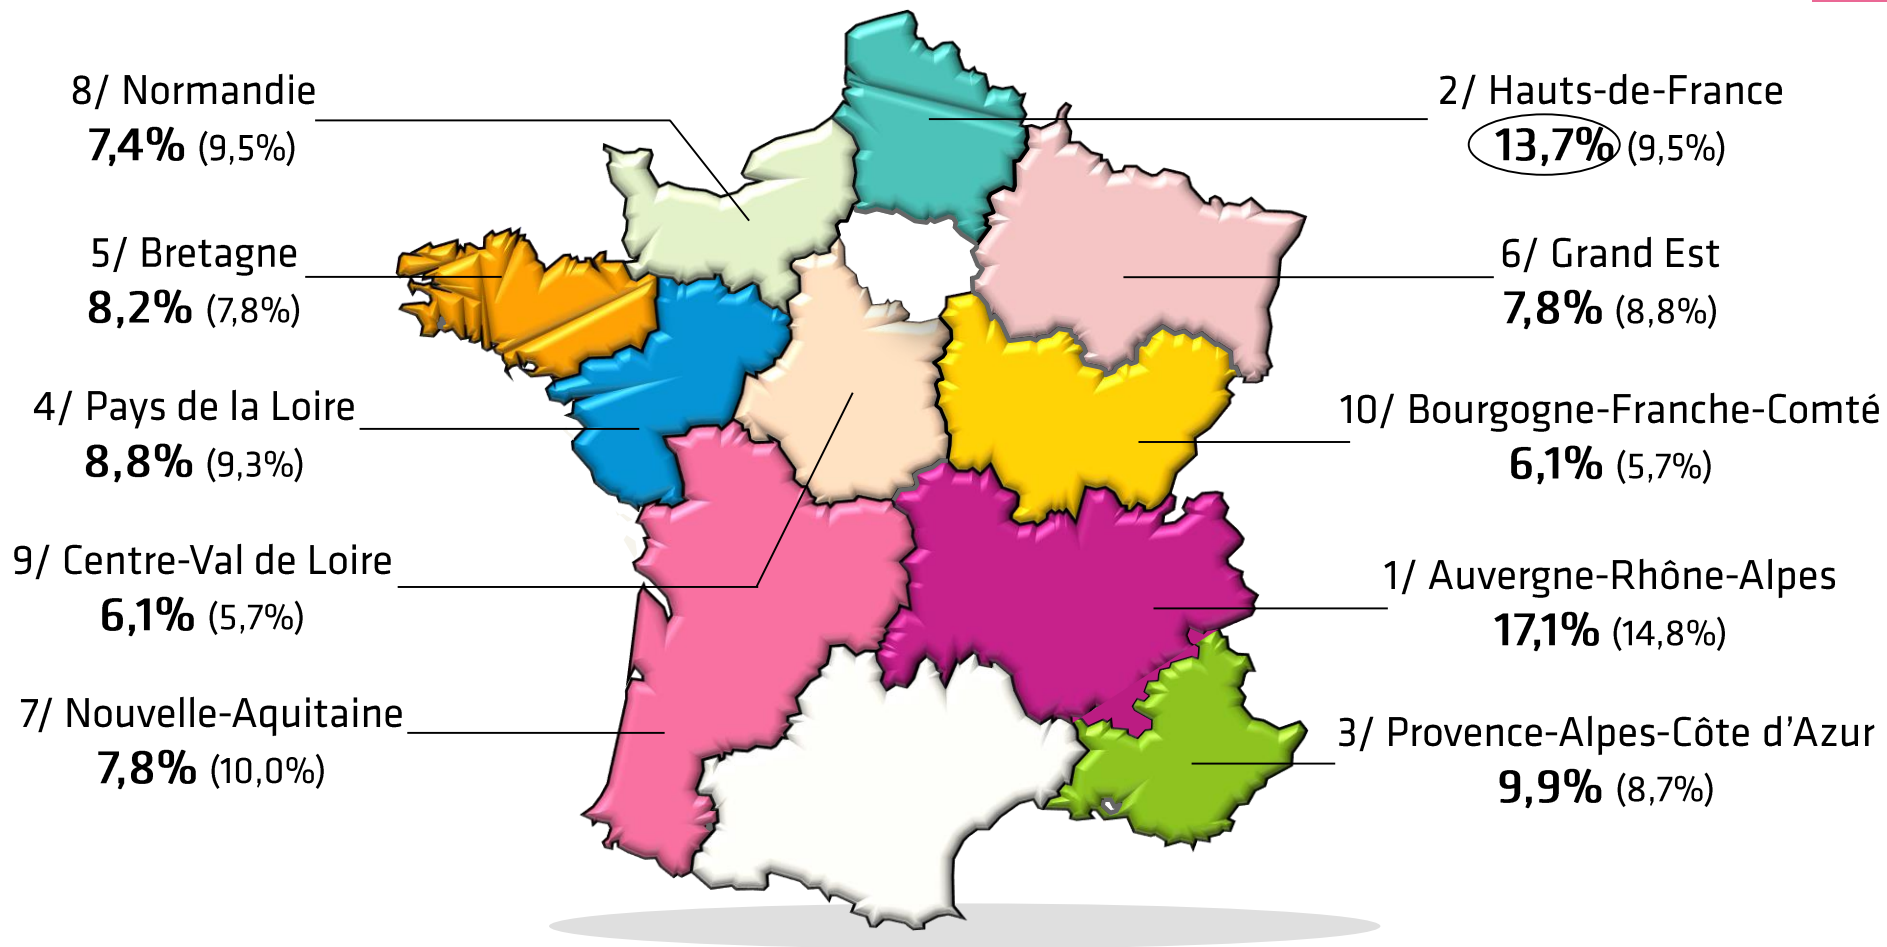 8/ Normandie
7,4% (9,5%)
5/ Bretagne
8,2% (7,8%)
4/ Pays de la Loire
8,8% (9,3%)
9/ Centre-Val de Loire
6,1% (5,7%)
7/ Nouvelle-Aquitaine
7,8% (10,0%)
2/ Hauts-de-France
13,7% (9,5%)
6/ Grand Est
7,8% (8,8%)
10/ Bourgogne-Franche-Comté
6,1% (5,7%)
1/ Auvergne-Rhône-Alpes
17,1% (14,8%)
3/ Provence-Alpes-Côte d’Azur
9,9% (8,7%)